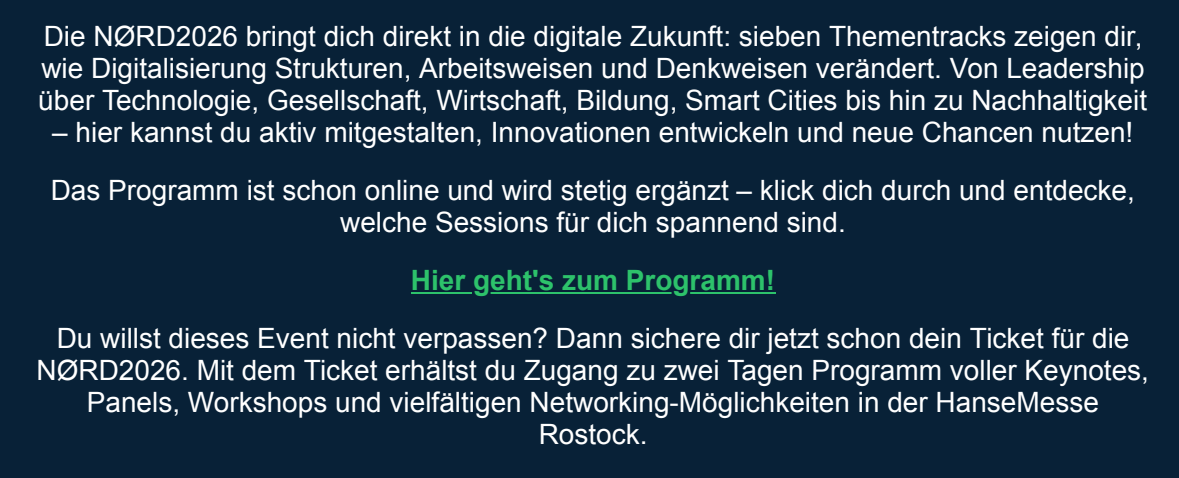 Die NØRD2026 bringt dich direkt in die digitale Zukunft: sieben Thementracks zeigen dir,
wie Digitalisierung Strukturen, Arbeitsweisen und Denkweisen verändert. Von Leadership
über Technologie, Gesellschaft, Wirtschaft, Bildung, Smart Cities bis hin zu Nachhaltigkeit
– hier kannst du aktiv mitgestalten, Innovationen entwickeln und neue Chancen nutzen!
Das Programm ist schon online und wird stetig ergänzt – klick dich durch und entdecke,
welche Sessions für dich spannend sind.
Hier geht's zum Programm!
Du willst dieses Event nicht verpassen? Dann sichere dir jetzt schon dein Ticket für die
NØRD2026. Mit dem Ticket erhältst du Zugang zu zwei Tagen Programm voller Keynotes,
Panels, Workshops und vielfältigen Networking-Möglichkeiten in der HanseMesse
Rostock.